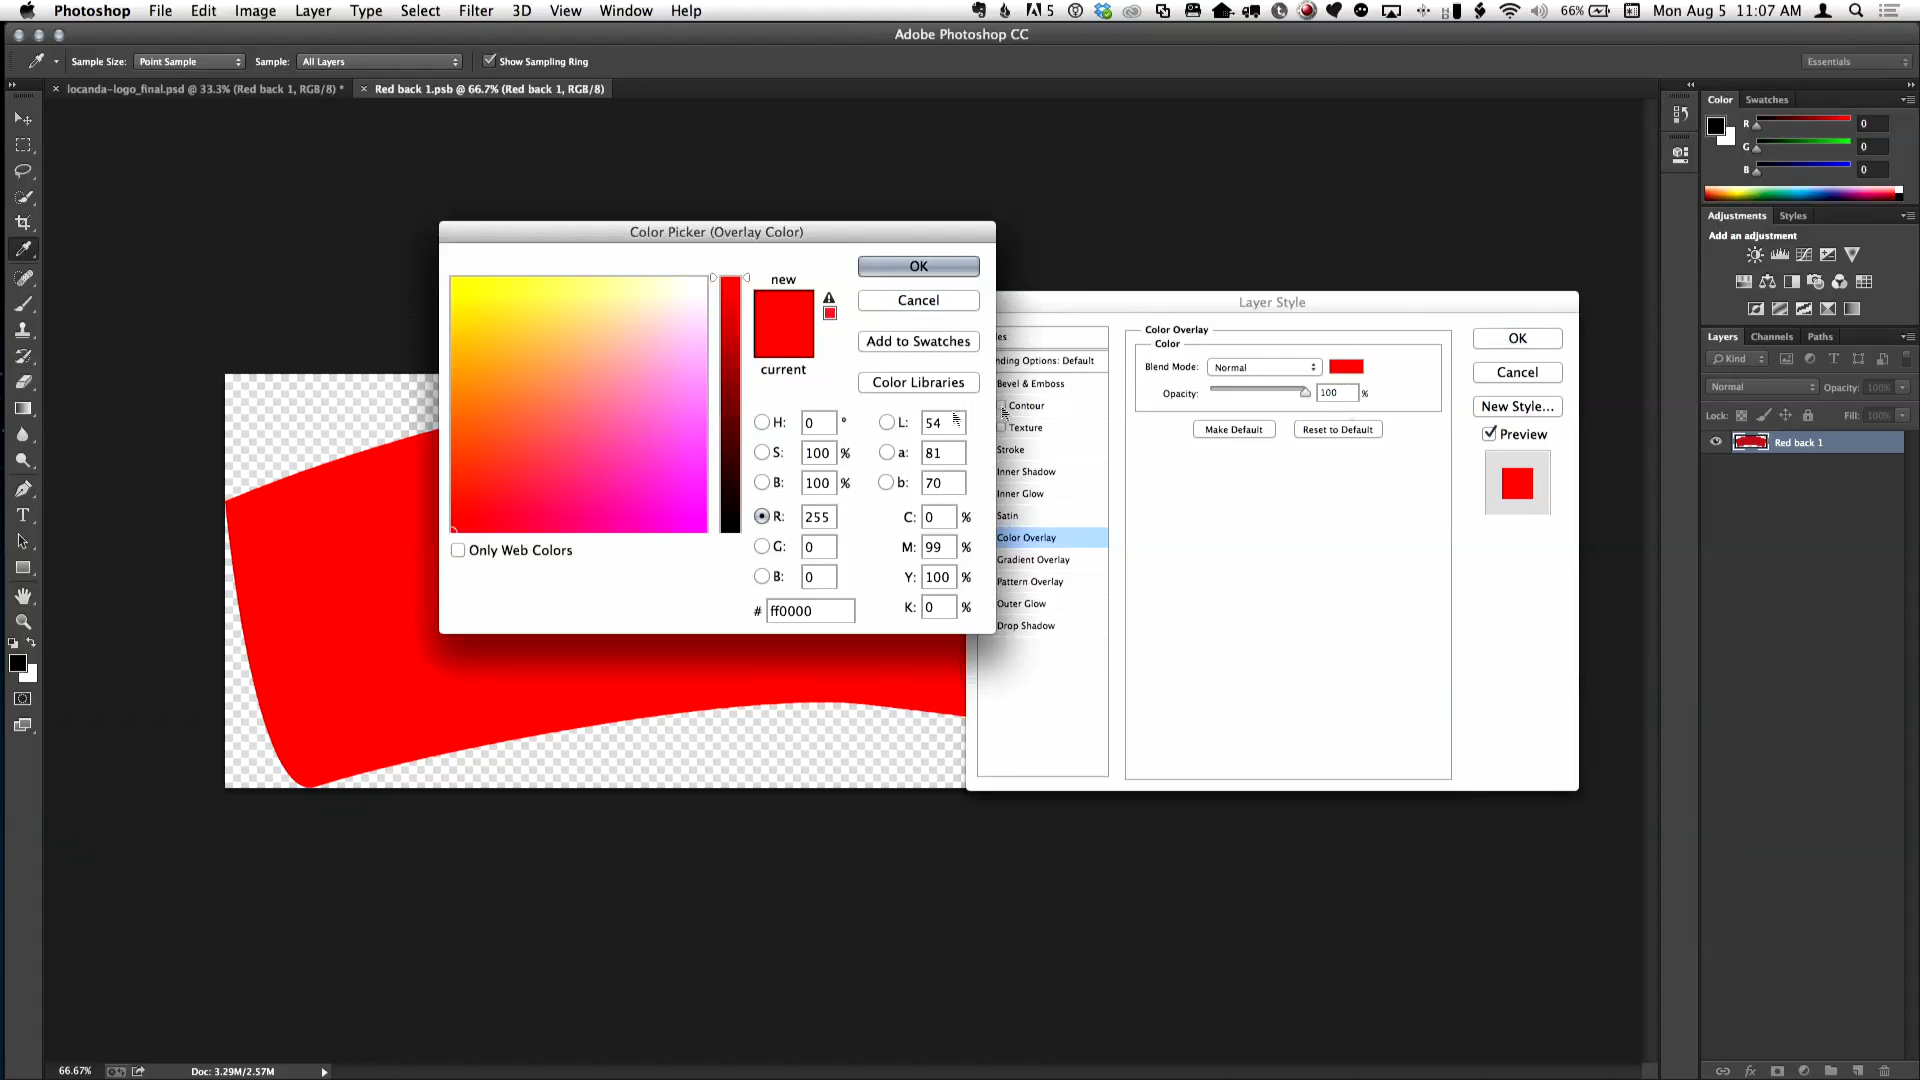 Photoshop File Edit Image Layer Type Select Filter 3D View Window Help 5 66% Mon Aug 5 11:07 AM
Adobe Photoshop CC
Sample Size: Point Sample Sample: All Layers Show Sampling Ring Essentials
× locanda-logo_final.psd @ 33.3% (Red back 1, RGB/8) * × Red back 1.psb @ 66.7% (Red back 1, RGB/8)
Color Swatches
R 0
G 0
B 0
Adjustments Styles
Add an adjustment
Layers Channels Paths
Kind
Normal Opacity: 100%
Lock: Fill: 100%
Red back 1
Color Picker (Overlay Color)
new
current
OK
Cancel
Add to Swatches
Color Libraries
H: 0 ° L: 54
S: 100 % a: 81
B: 100 % b: 70
R: 255 C: 0 %
G: 0 M: 99 %
B: 0 Y: 100 %
# ff0000 K: 0 %
Only Web Colors
Layer Style
les
nding Options: Default
Bevel & Emboss
Contour
Texture
Stroke
Inner Shadow
Inner Glow
Satin
Color Overlay
Gradient Overlay
Pattern Overlay
Outer Glow
Drop Shadow
Color Overlay
Color
Blend Mode: Normal
Opacity: 100 %
Make Default Reset to Default
OK
Cancel
New Style...
Preview
66.67% Doc: 3.29M/2.57M